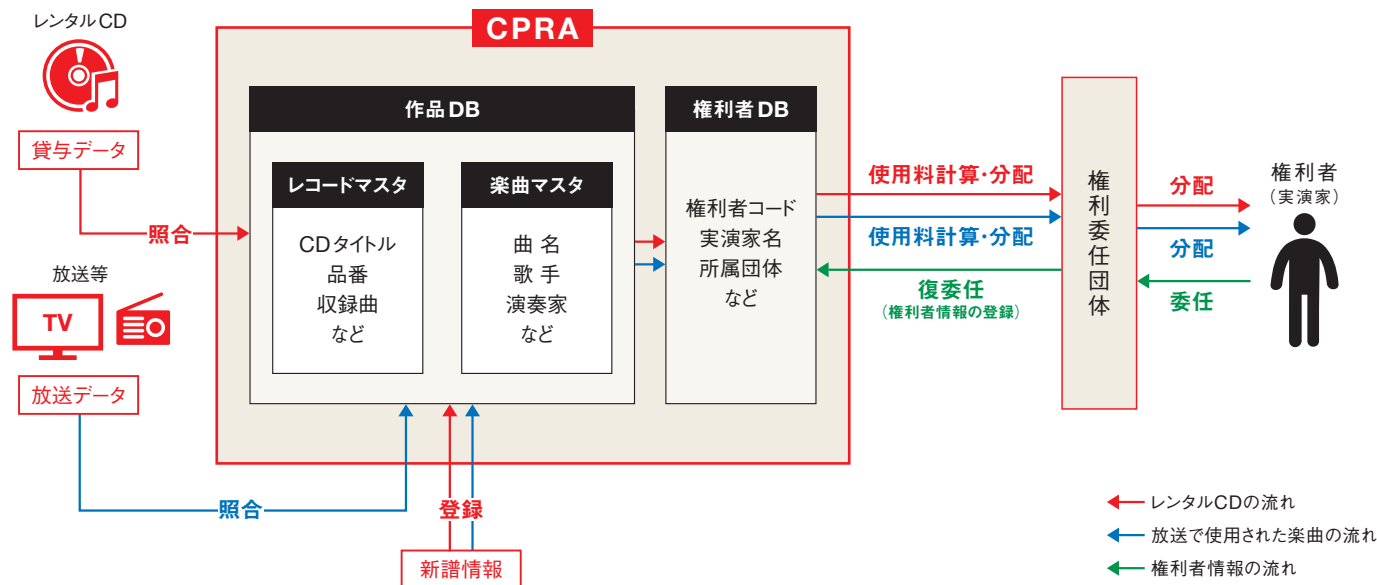 レンタルCD
貸与データ
照合
放送等
TV
放送データ
照合
CPRA
作品DB
レコードマスタ
CDタイトル
品番
収録曲
など
楽曲マスタ
曲 名
歌 手
演奏家
など
権利者DB
権利者コード
実演家名
所属団体
など
登録
新譜情報
使用料計算・分配
使用料計算・分配
復委任
(権利者情報の登録)
権利委任団体
分配
分配
委任
権利者
(実演家)
レンタルCDの流れ
放送で使用された楽曲の流れ
権利者情報の流れ